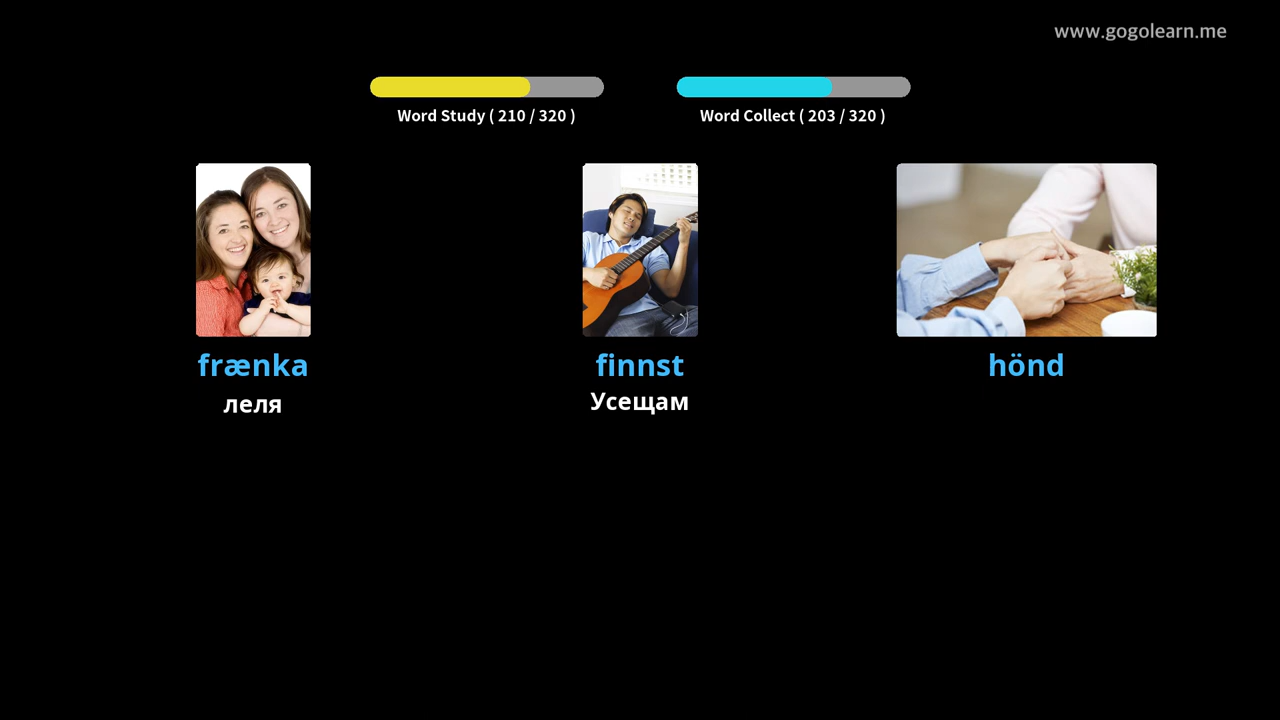 www.gogolearn.me
Word Study ( 210 / 320 )
Word Collect ( 203 / 320 )
frænka
finnst
hönd
леля
Усещам